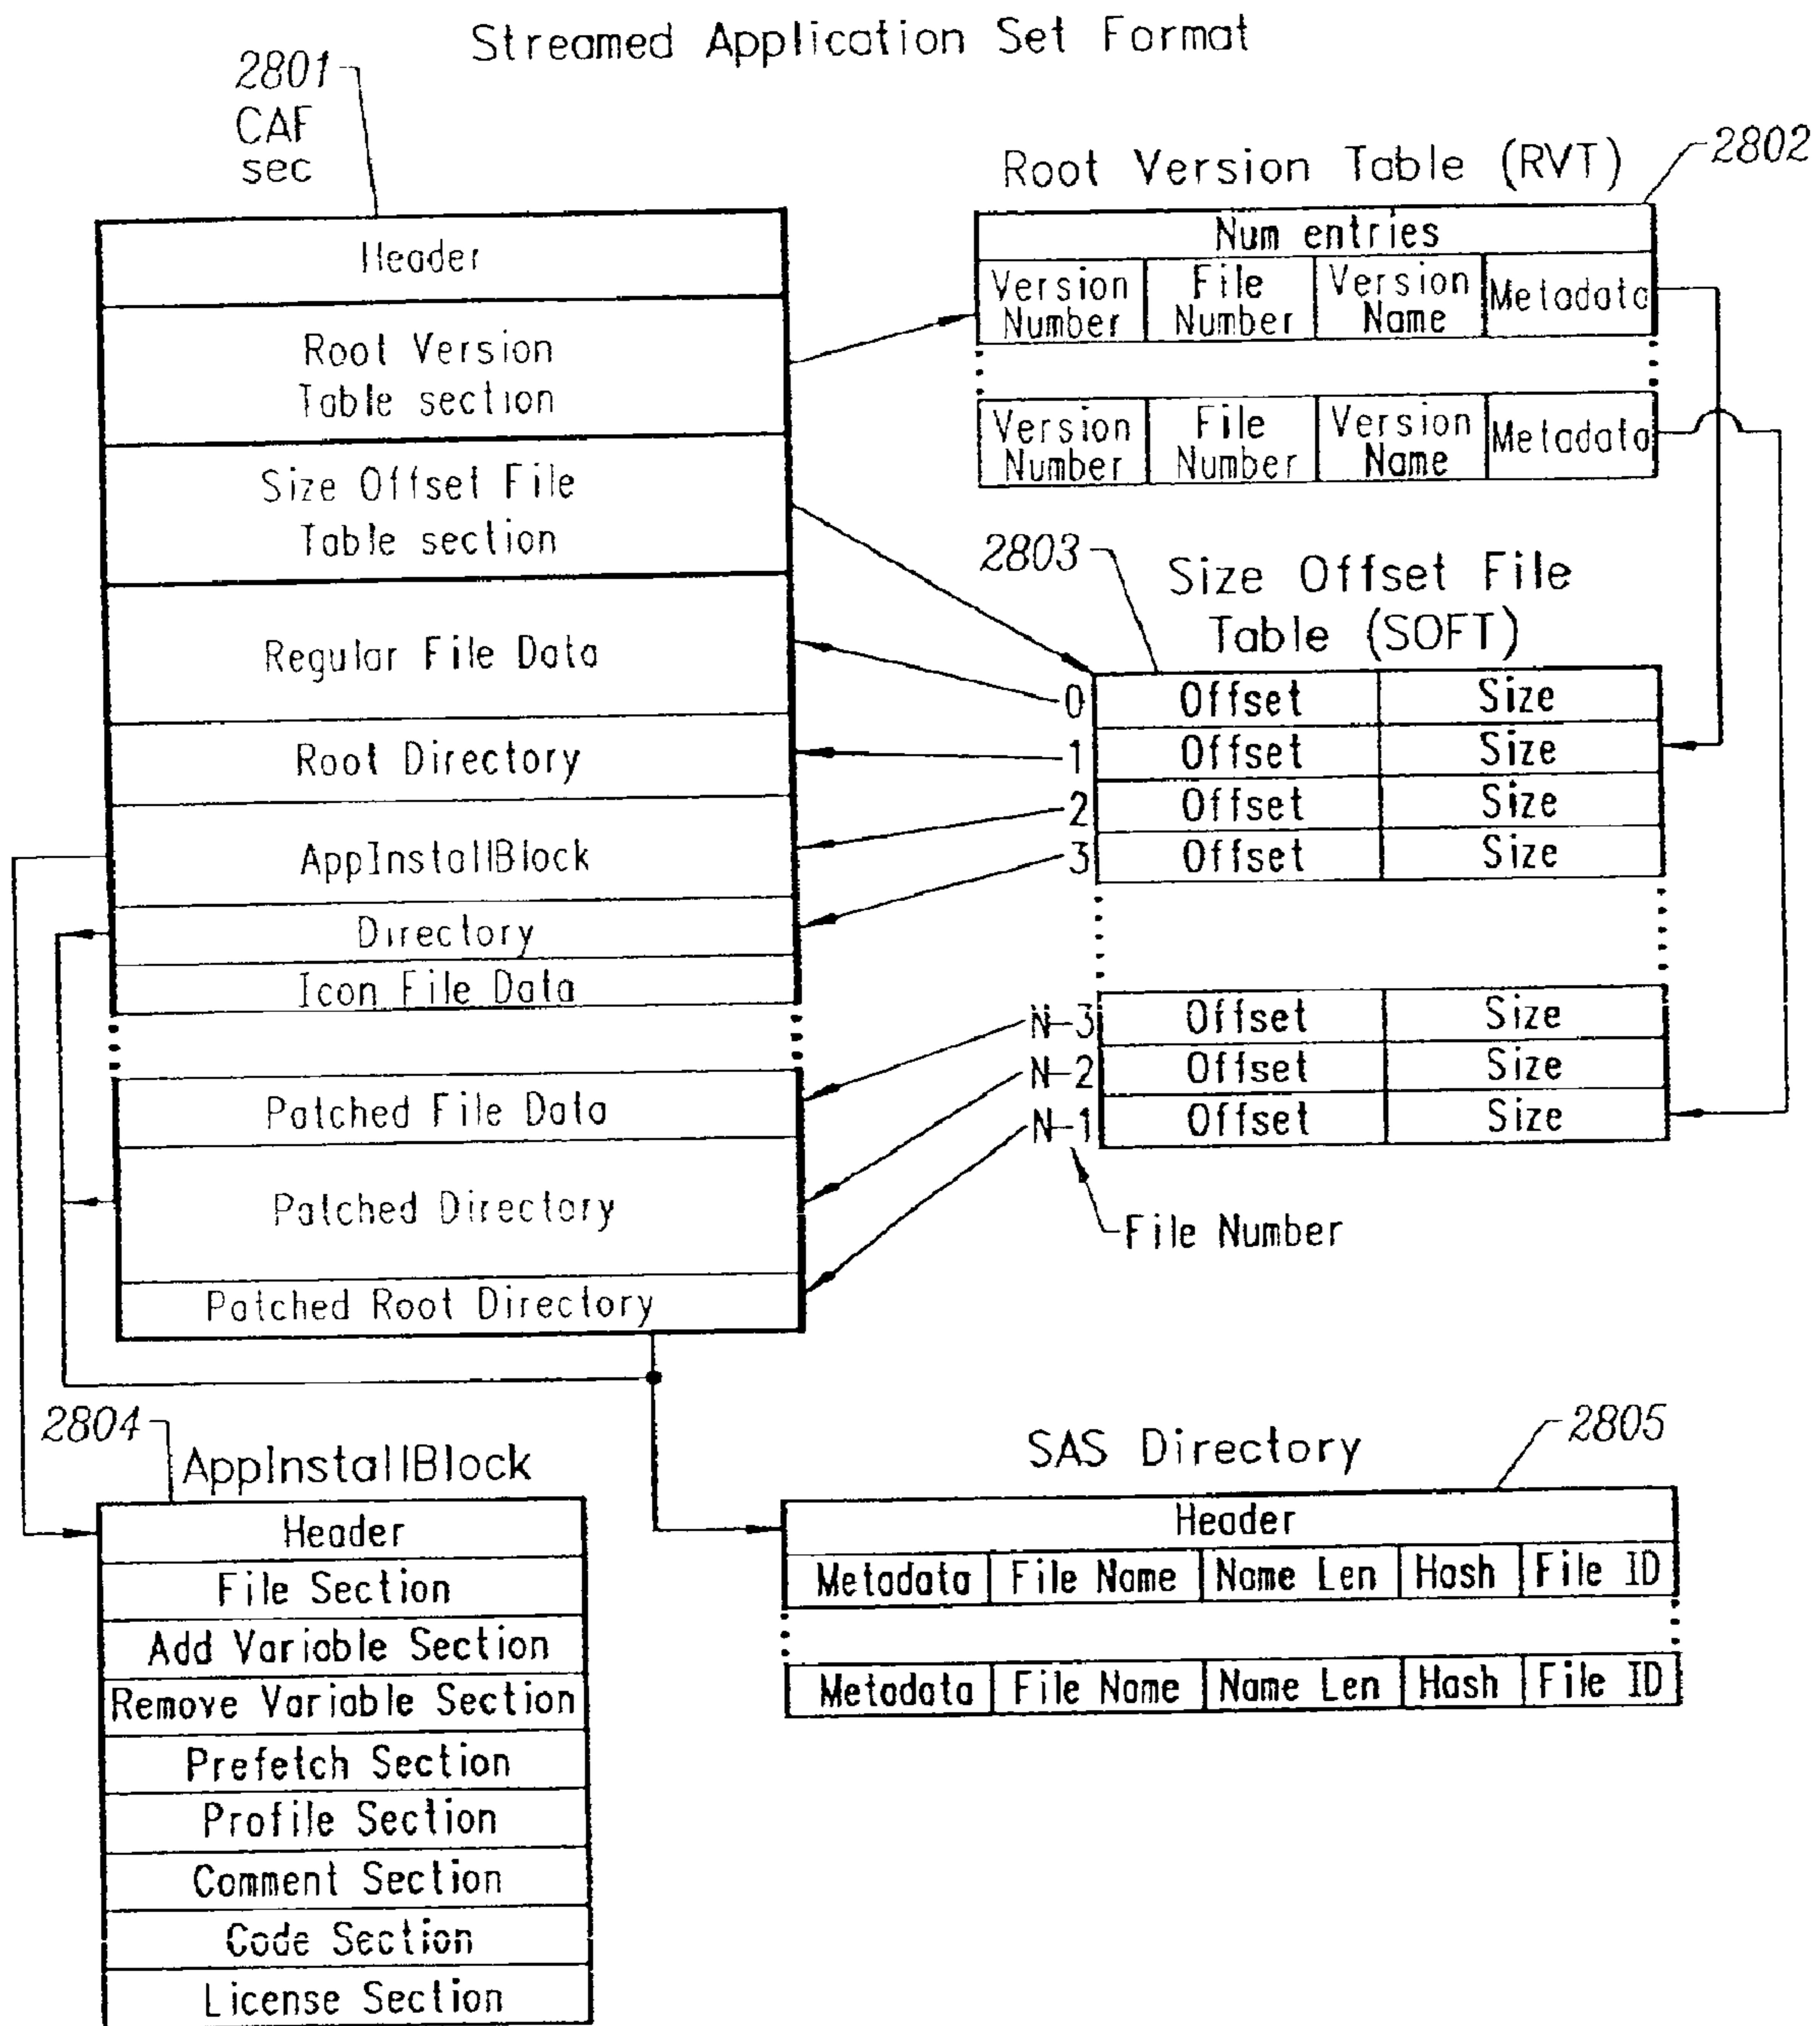 Streamed Application Set Format
2801
CAF
sec
Header
Root Version
Table section
Size Offset File
Table section
Regular File Data
Root Directory
AppInstallBlock
Directory
Icon File Data
Patched File Data
Patched Directory
Patched Root Directory
Root Version Table (RVT)
2802
Num entries
Version Number File Number Version Name Metadata
Version Number File Number Version Name Metadata
2803
Size Offset File
Table (SOFT)
0 Offset Size
1 Offset Size
2 Offset Size
3 Offset Size
N-3 Offset Size
N-2 Offset Size
N-1 Offset Size
File Number
2804
AppInstallBlock
Header
File Section
Add Variable Section
Remove Variable Section
Prefetch Section
Profile Section
Comment Section
Code Section
License Section
SAS Directory
2805
Header
Metadata File Name Name Len Hash File ID
Metadata File Name Name Len Hash File ID